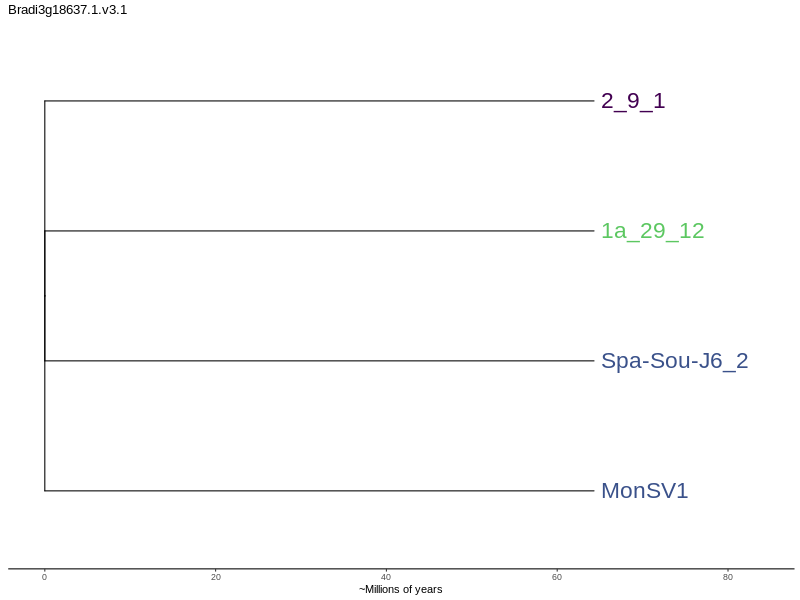 Bradi3g18637.1.v3.1
2_9_1
1a_29_12
Spa-Sou-J6_2
MonSV1
0 20 40 60 80
~Millions of years